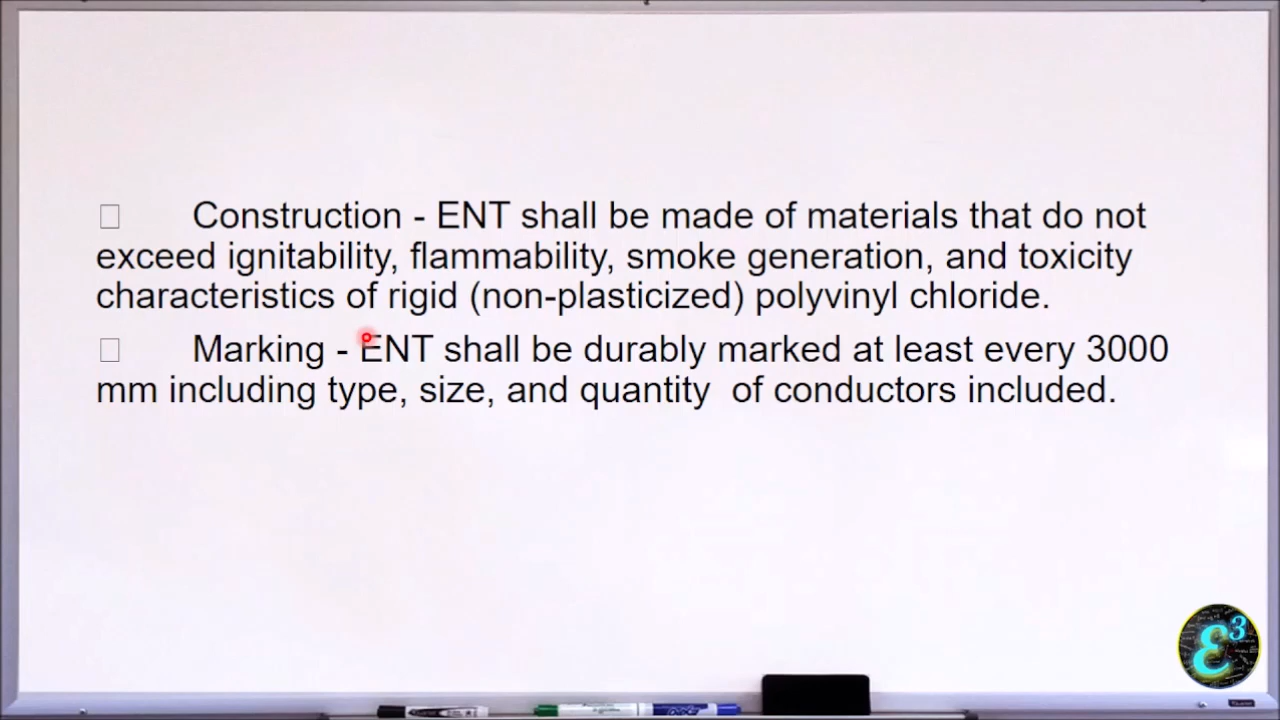 Construction - ENT shall be made of materials that do not
exceed ignitability, flammability, smoke generation, and toxicity
characteristics of rigid (non-plasticized) polyvinyl chloride.
Marking - ENT shall be durably marked at least every 3000
mm including type, size, and quantity of conductors included.
ε3